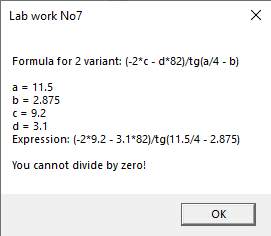 Lab work No7
Formula for 2 variant: (-2*c - d*82)/tg(a/4 - b)
a = 11.5
b = 2.875
c = 9.2
d = 3.1
Expression: (-2*9.2 - 3.1*82)/tg(11.5/4 - 2.875)
You cannot divide by zero!
OK